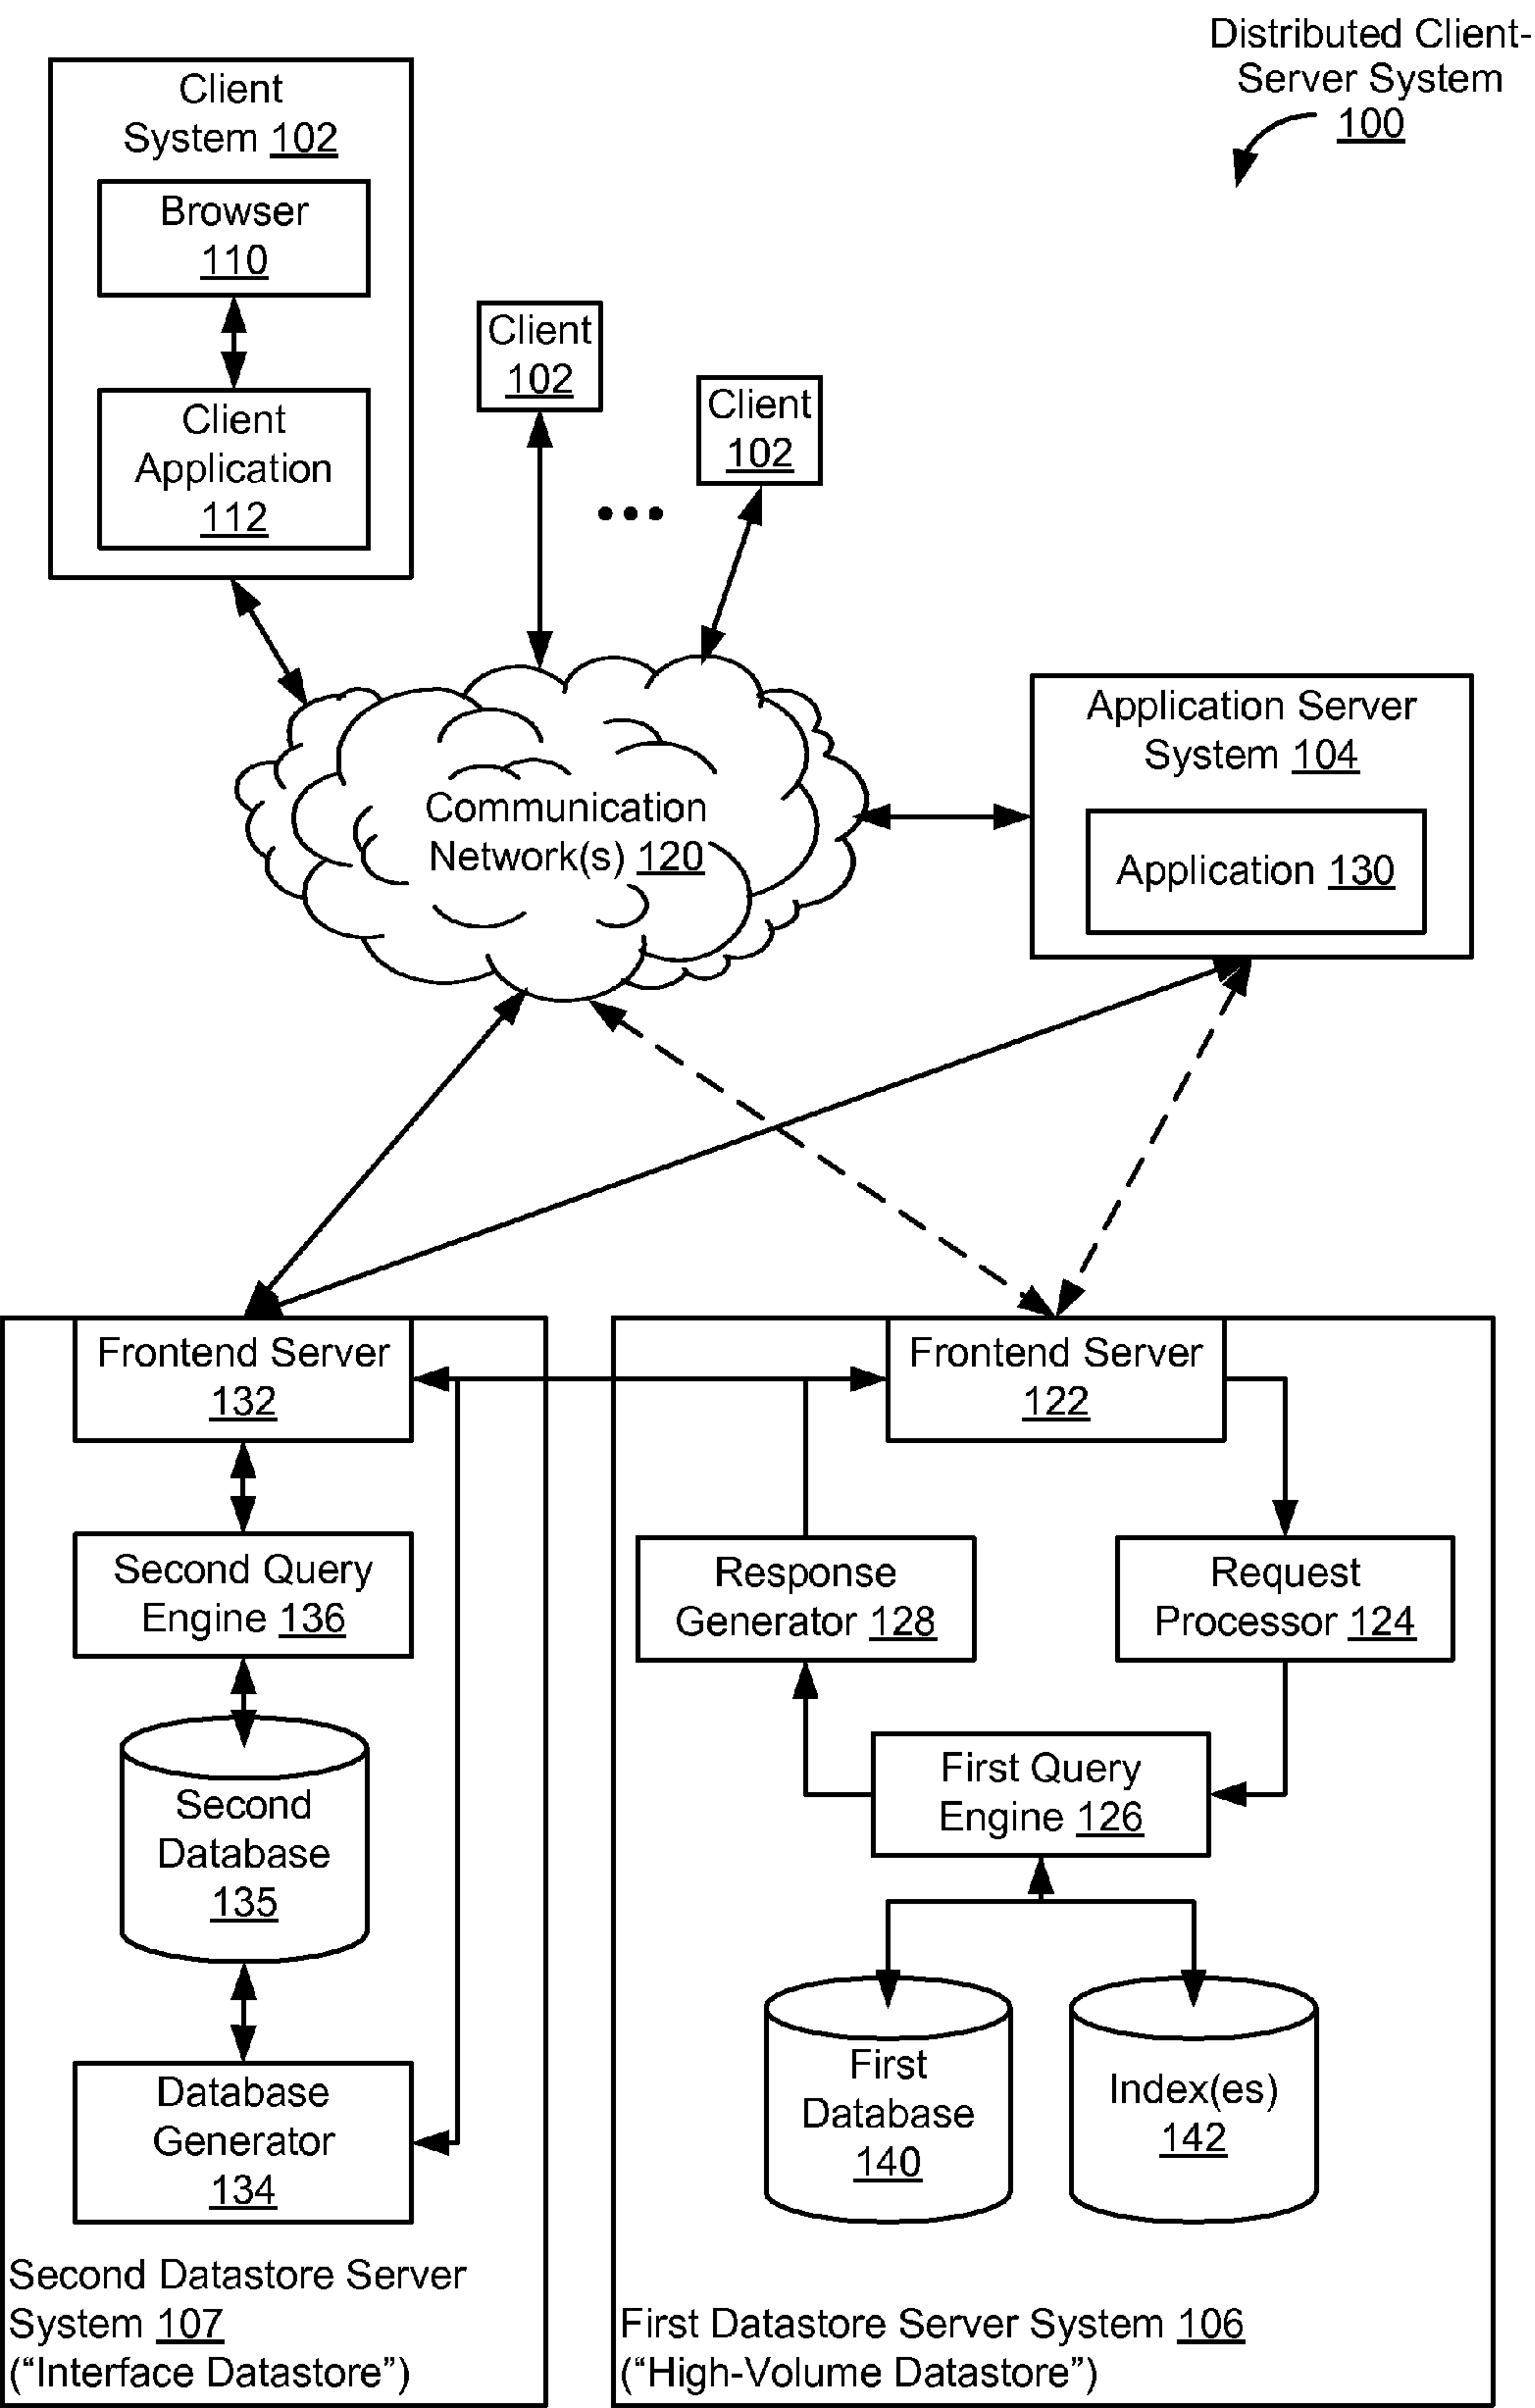 Distributed Client-
Server System
100
Client
System 102
Browser
110
Client
Application
112
Client
102
Client
102
Communication
Network(s) 120
Application Server
System 104
Application 130
Frontend Server
132
Second Query
Engine 136
Second
Database
135
Database
Generator
134
Second Datastore Server
System 107
(“Interface Datastore”)
Frontend Server
122
Response
Generator 128
Request
Processor 124
First Query
Engine 126
First
Database
140
Index(es)
142
First Datastore Server System 106
(“High-Volume Datastore”)